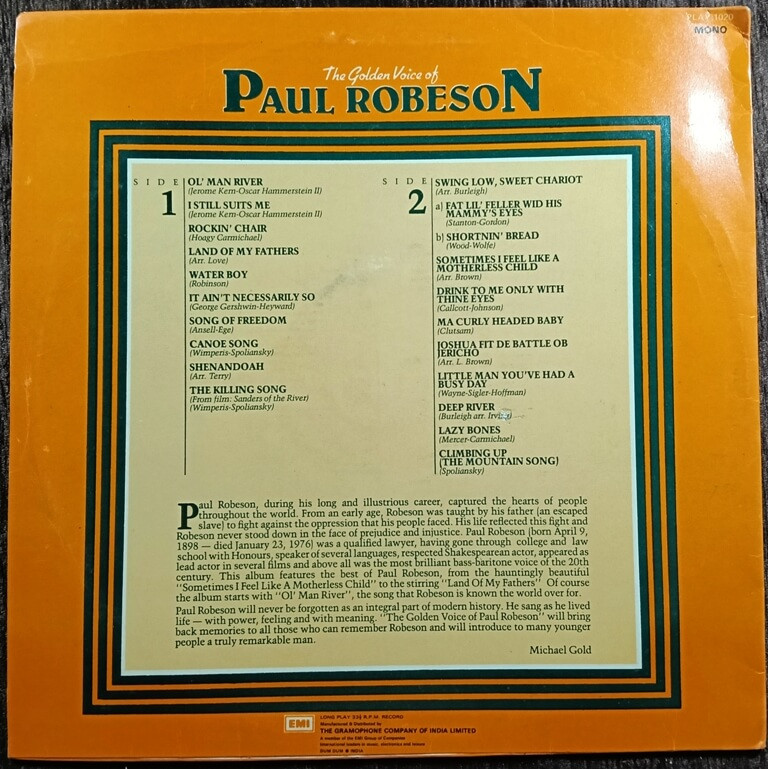 PLAY 1020
MONO
The Golden Voice of
PAUL ROBESON
SIDE
1
OL' MAN RIVER
(Jerome Kern-Oscar Hammerstein II)
I STILL SUITS ME
(Jerome Kern-Oscar Hammerstein II)
ROCKIN' CHAIR
(Hoagy Carmichael)
LAND OF MY FATHERS
(Arr. Love)
WATER BOY
(Robinson)
IT AIN'T NECESSARILY SO
(George Gershwin-Heyward)
SONG OF FREEDOM
(Ansell-Ege)
CANOE SONG
(Wimperis-Spoliansky)
SHENANDOAH
(Arr. Terry)
THE KILLING SONG
(From film: Sanders of the River)
(Wimperis-Spoliansky)
SIDE
2
SWING LOW, SWEET CHARIOT
(Arr. Burleigh)
a) FAT LIL' FELLER WID HIS
MAMMY'S EYES
(Stanton-Gordon)
b) SHORTNIN' BREAD
(Wood-Wolfe)
SOMETIMES I FEEL LIKE A
MOTHERLESS CHILD
(Arr. Brown)
DRINK TO ME ONLY WITH
THINE EYES
(Callcott-Johnson)
MA CURLY HEADED BABY
(Clutsam)
JOSHUA FIT DE BATTLE OB
JERICHO
(Arr. L. Brown)
LITTLE MAN YOU'VE HAD A
BUSY DAY
(Wayne-Sigler-Hoffman)
DEEP RIVER
(Burleigh arr.
LAZY BONES
(Mercer-Carmichael)
CLIMBING UP
(THE MOUNTAIN SONG)
(Spoliansky)
Paul Robeson, during his long and illustrious career, captured the hearts of people
throughout the world. From an early age, Robeson was taught by his father (an escaped
slave) to fight against the oppression that his people faced. His life reflected this fight and
Robeson never stood down in the face of prejudice and injustice. Paul Robeson (born April 9,
1898 — died January 23, 1976) was a qualified lawyer, having gone through college and law
school with Honours, speaker of several languages, respected Shakespearean actor, appeared as
lead actor in several films and above all was the most brilliant bass-baritone voice of the 20th
century. This album features the best of Paul Robeson, from the hauntingly beautiful
"Sometimes I Feel Like A Motherless Child" to the stirring "Land Of My Fathers" Of course
the album starts with "Ol' Man River", the song that Robeson is known the world over for.
Paul Robeson will never be forgotten as an integral part of modern history. He sang as he lived
life — with power, feeling and with meaning. "The Golden Voice of Paul Robeson" will bring
back memories to all those who can remember Robeson and will introduce to many younger
people a truly remarkable man.
Michael Gold
EMI
LONG PLAY 33⅓ R.P.M. RECORD
Manufactured & Distributed by
THE GRAMOPHONE COMPANY OF INDIA LIMITED
A member of the EMI Group of Companies
International leaders in music, electronics and leisure
DUM DUM ● INDIA